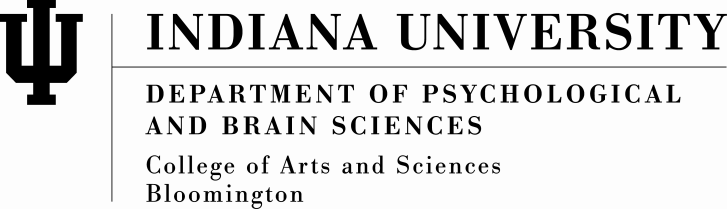 INDIANA UNIVERSITY
DEPARTMENT OF PSYCHOLOGICAL
AND BRAIN SCIENCES
College of Arts and Sciences
Bloomington